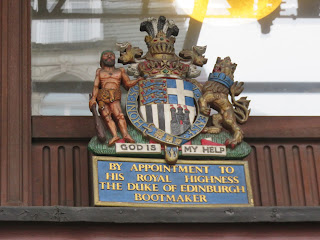 GOD IS MY HELP
BY APPOINTMENT TO
HIS ROYAL HIGHNESS
THE DUKE OF EDINBURGH
BOOTMAKER